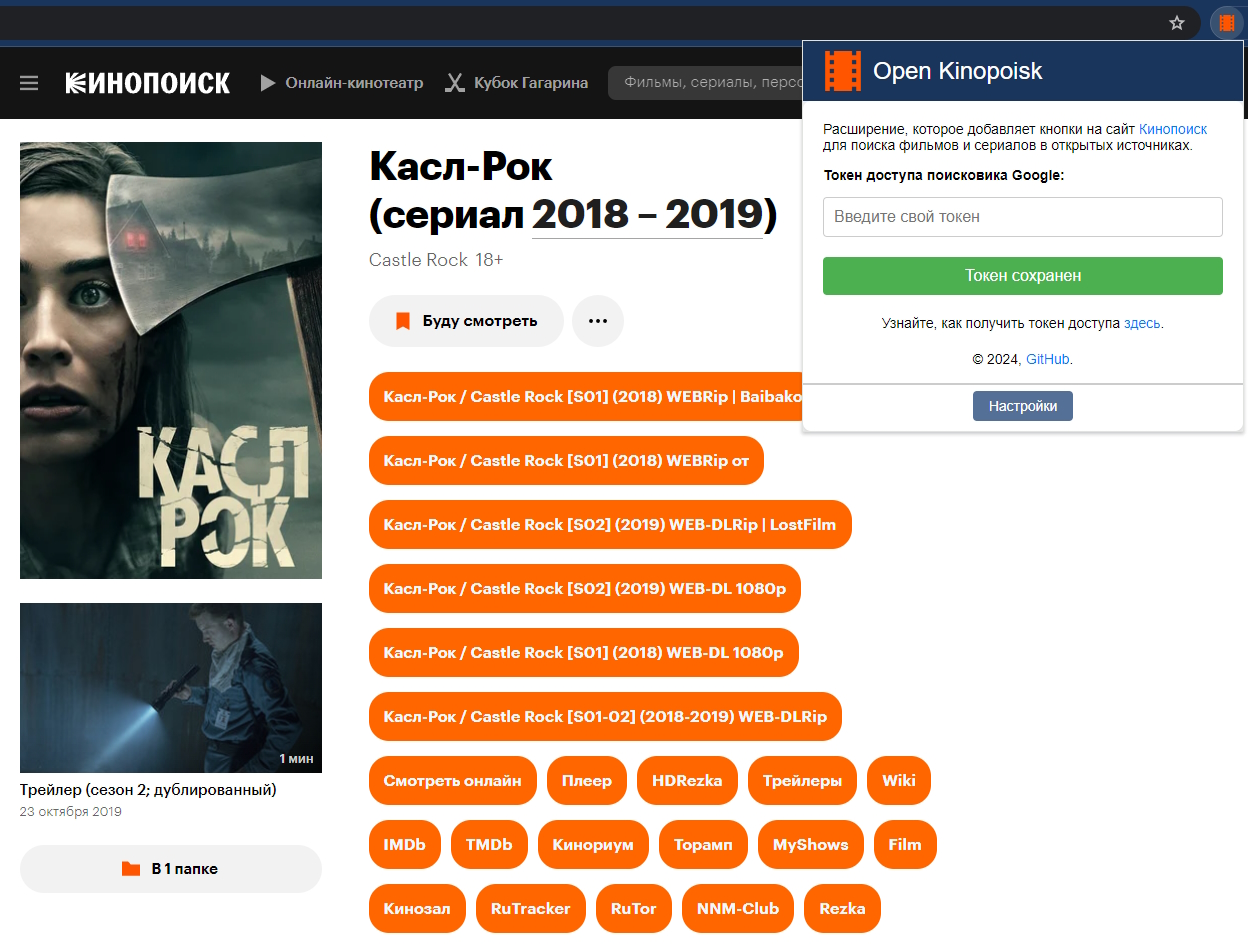 КИНОПОИСК
Онлайн-кинотеатр
Кубок Гагарина
Фильмы, сериалы, персо
Open Kinopoisk
Расширение, которое добавляет кнопки на сайт Кинопоиск
для поиска фильмов и сериалов в открытых источниках.
Токен доступа поисковика Google:
Введите свой токен
Токен сохранен
Узнайте, как получить токен доступа здесь.
© 2024, GitHub.
Настройки
КАСЛ
РОК
1 мин
Трейлер (сезон 2; дублированный)
23 октября 2019
В 1 папке
Касл-Рок
(сериал 2018 – 2019)
Castle Rock 18+
Буду смотреть
Касл-Рок / Castle Rock [S01] (2018) WEBRip | Baibako
Касл-Рок / Castle Rock [S01] (2018) WEBRip от
Касл-Рок / Castle Rock [S02] (2019) WEB-DLRip | LostFilm
Касл-Рок / Castle Rock [S02] (2019) WEB-DL 1080p
Касл-Рок / Castle Rock [S01] (2018) WEB-DL 1080p
Касл-Рок / Castle Rock [S01-02] (2018-2019) WEB-DLRip
Смотреть онлайн Плеер HDRezka Трейлеры Wiki
IMDb TMDb Кинориум Торамп MyShows Film
Кинозал RuTracker RuTor NNM-Club Rezka